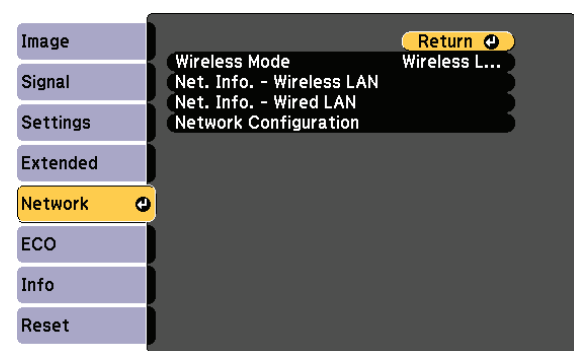 Image
Signal
Settings
Extended
Network
ECO
Info
Reset
Return
Wireless Mode Wireless L...
Net. Info. - Wireless LAN
Net. Info. - Wired LAN
Network Configuration